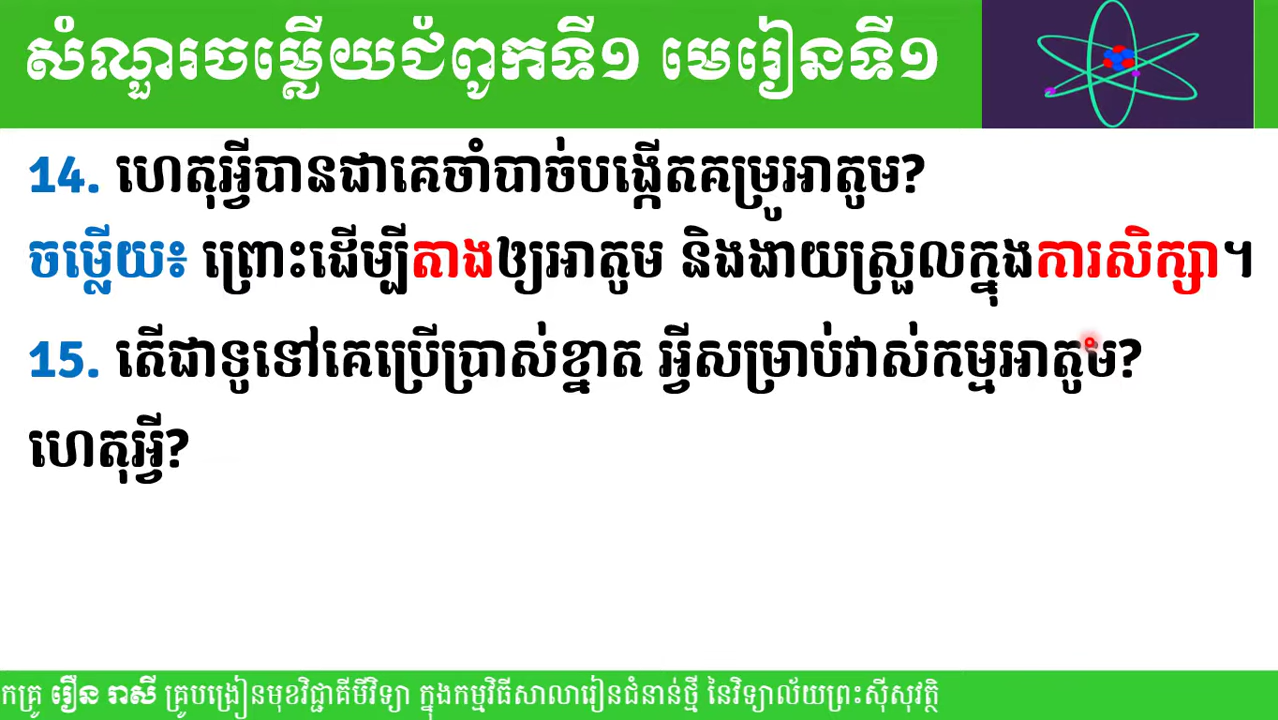 សំណួរចម្លើយជំពូកទី១ មេរៀនទី១
14. ហេតុអ្វីបានជាគេចាំបាច់បង្កើតគម្រូអាតូម?
ចម្លើយ៖ ព្រោះដើម្បីតាងឲ្យអាតូម និងងាយស្រួលក្នុងការសិក្សា។
15. តើជាទូទៅគេប្រើប្រាស់ខ្នាត អ្វីសម្រាប់វាស់កម្មអាតូម?
ហេតុអ្វី?
កគ្រូ រឿន រាសី គ្រូបង្រៀនមុខវិជ្ជាគីមីវិទ្យា ក្នុងកម្មវិធីសាលារៀនជំនាន់ថ្មី នៃវិទ្យាល័យព្រះស៊ីសុវត្ថិ